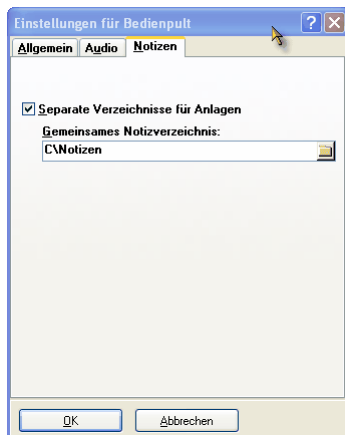 Einstellungen für Bedienpult
Allgemein Audio Notizen
Separate Verzeichnisse für Anlagen
Gemeinsames Notizverzeichnis:
C\Notizen
OK Abbrechen